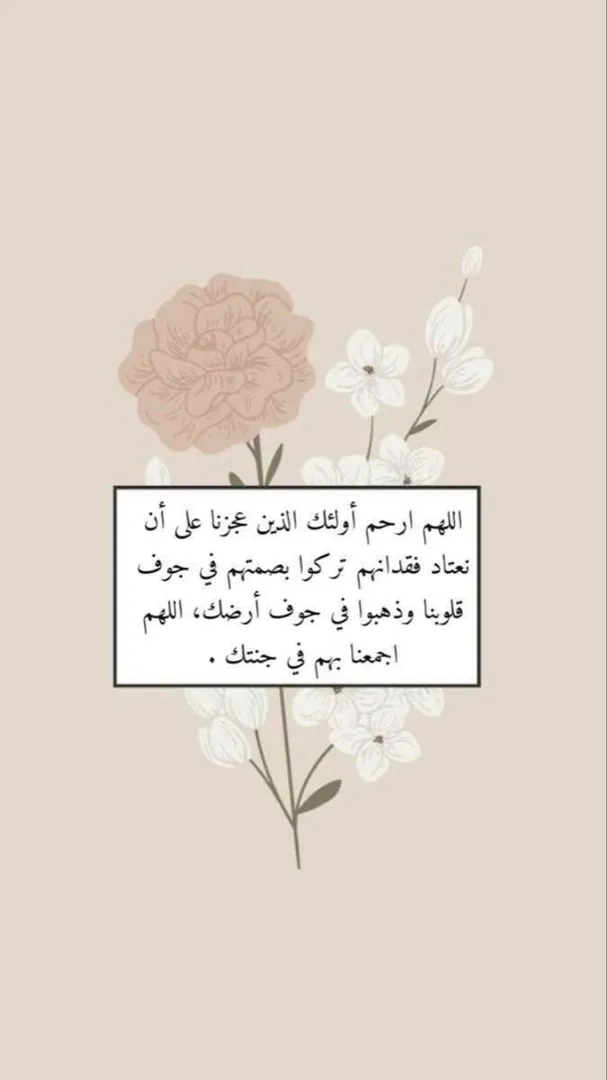 اللهم ارحم أولئك الذين عجزنا على أن
نعتاد فقدانهم تركوا بصمتهم في جوف
قلوبنا وذهبوا في جوف أرضك، اللهم
اجمعنا بهم في جنتك .